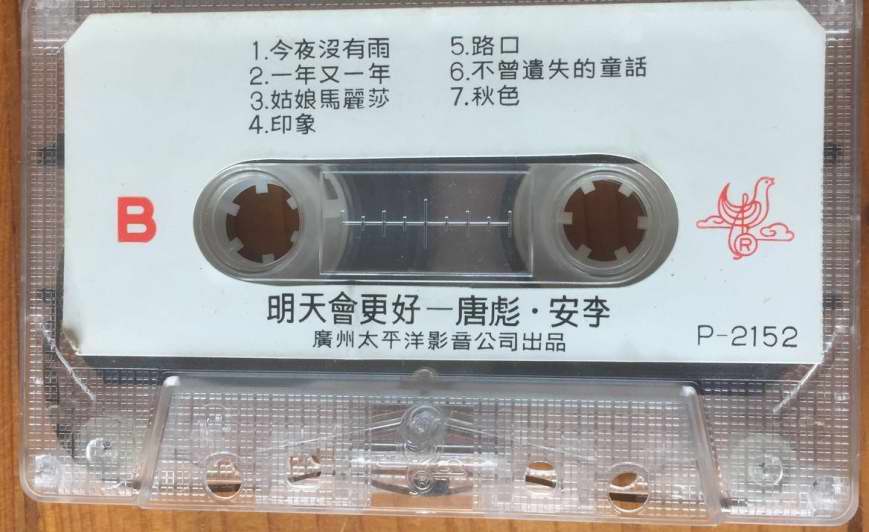 1.今夜沒有雨
2.一年又一年
3.姑娘馬麗莎
4.印象
5.路口
6.不曾遺失的童話
7.秋色
B
R
明天會更好—唐彪·安李
廣州太平洋影音公司出品
P-2152